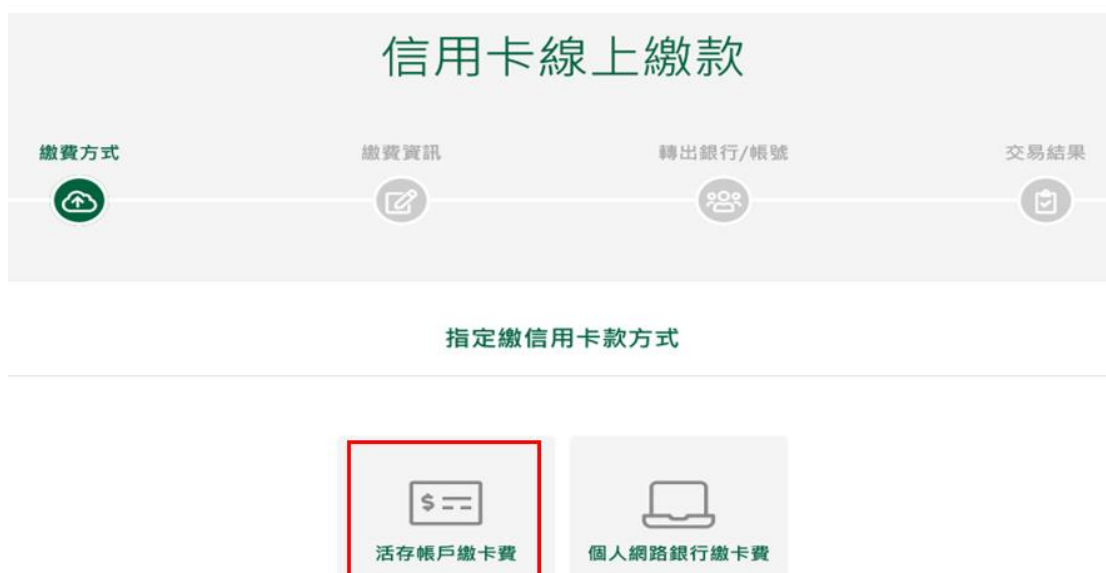 信用卡線上繳款
繳費方式 繳費資訊 轉出銀行/帳號 交易結果
指定繳信用卡款方式
$
活存帳戶繳卡費 個人網路銀行繳卡費